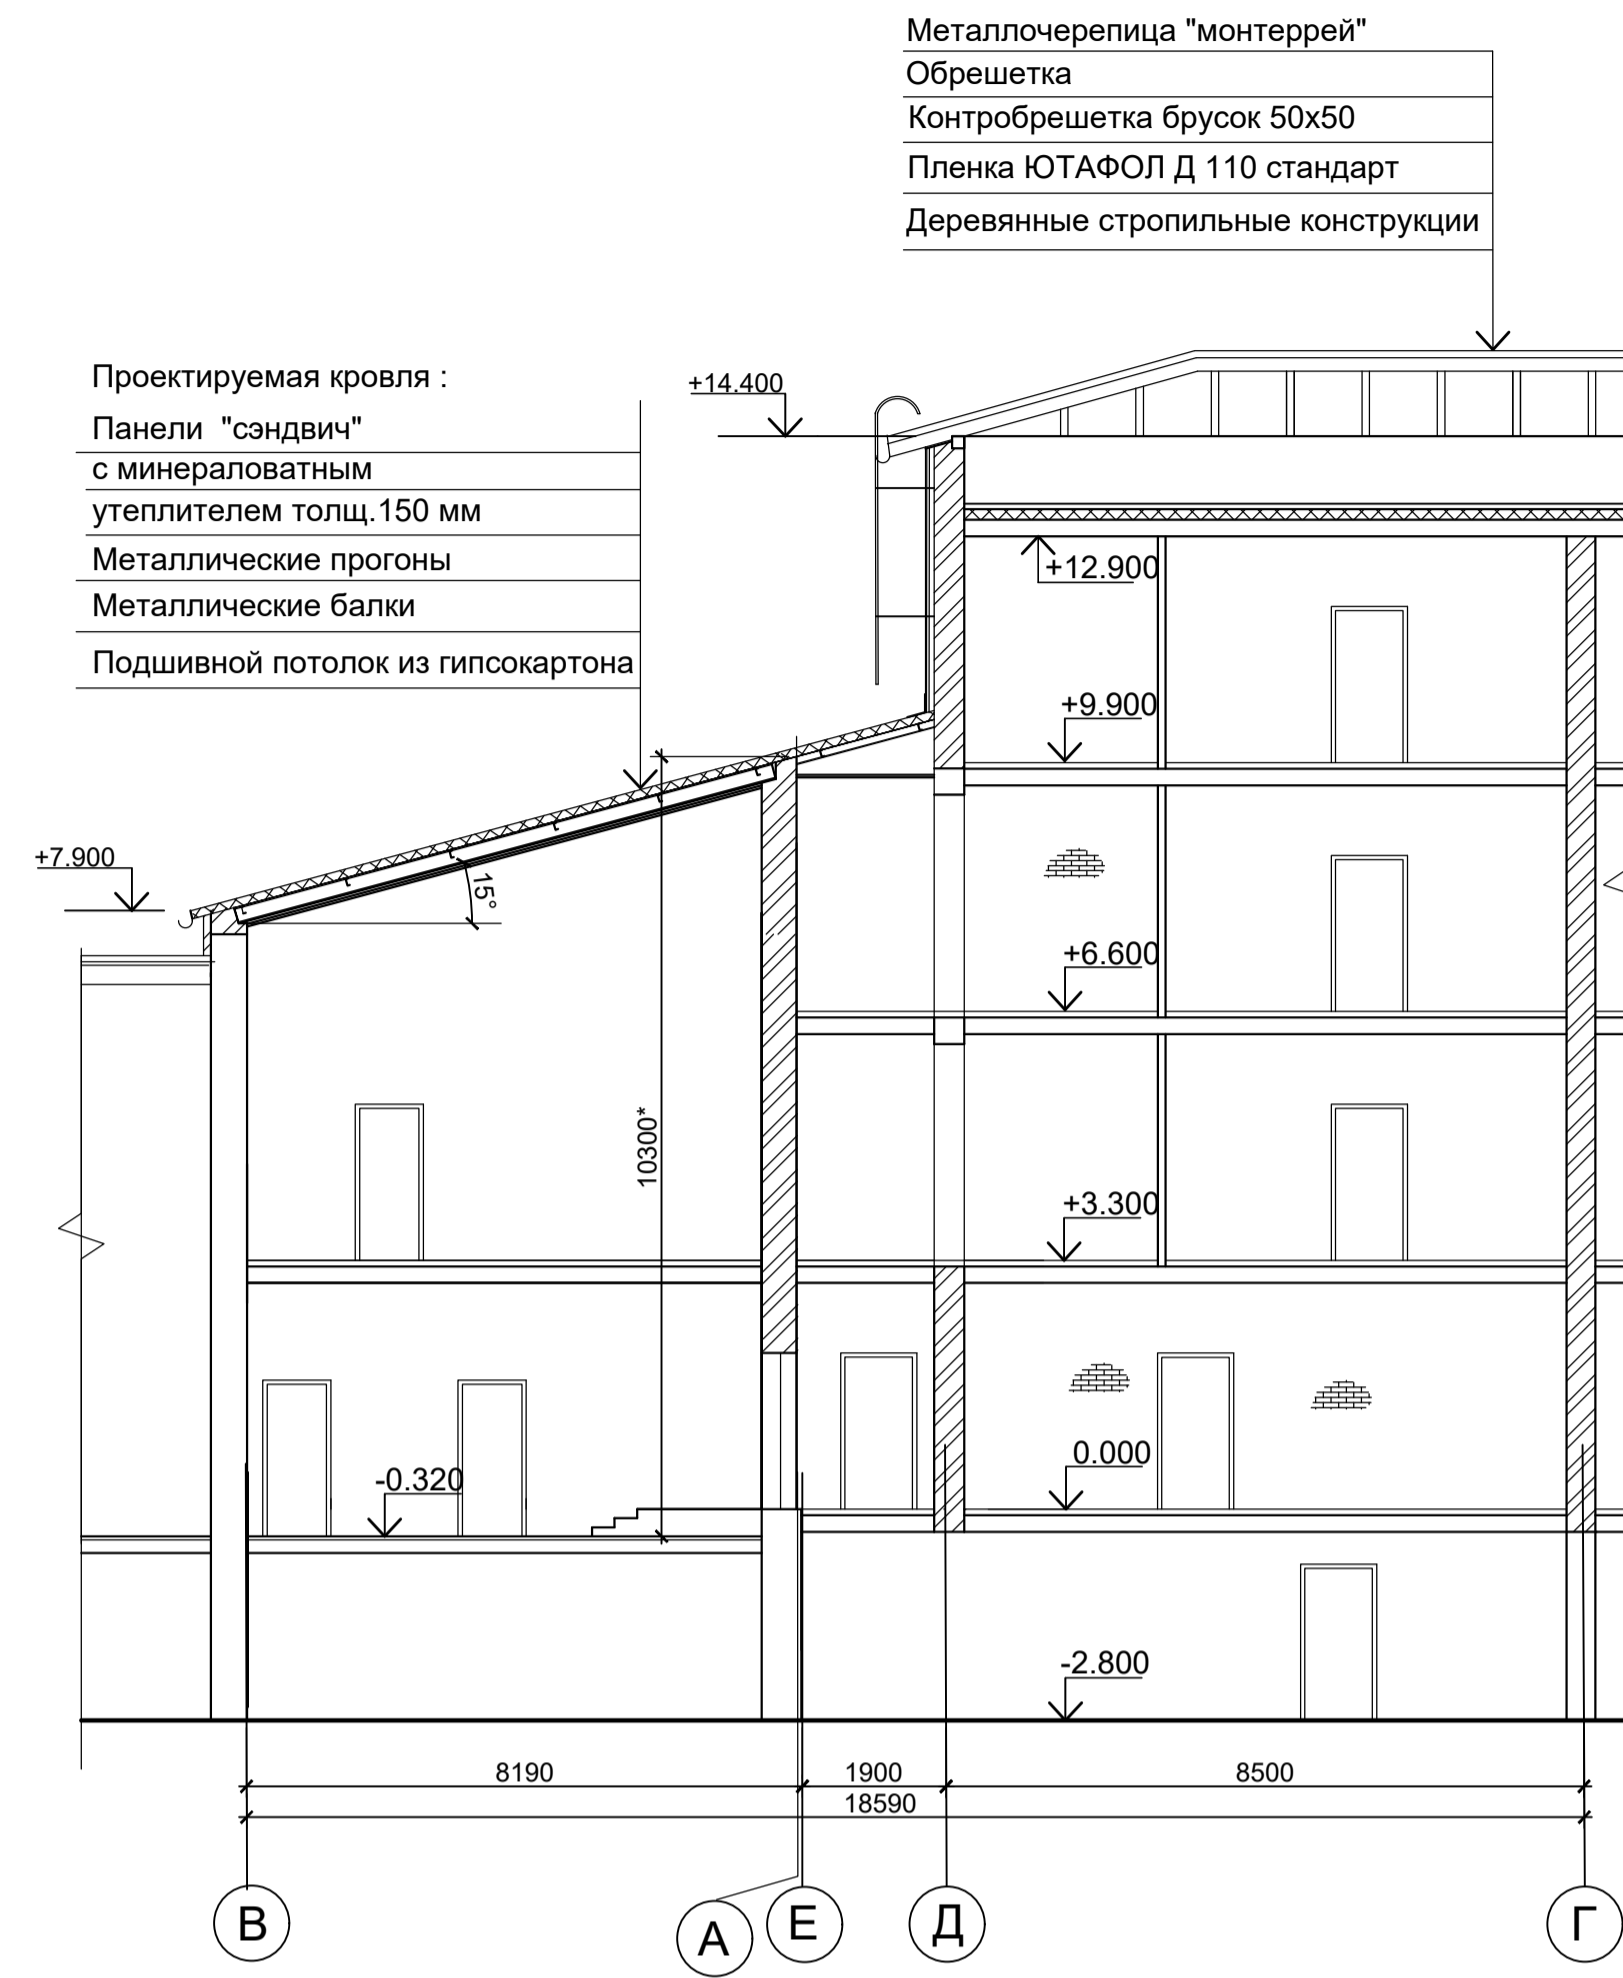 Металлочерепица "монтеррей"
Обрешетка
Контробрешетка брусок 50х50
Пленка ЮТАФОЛ Д 110 стандарт
Деревянные стропильные конструкции
Проектируемая кровля :
Панели "сэндвич"
с минераловатным
утеплителем толщ.150 мм
Металлические прогоны
Металлические балки
Подшивной потолок из гипсокартона
+14.400
+12.900
+9.900
+7.900
15°
+6.600
10300*
+3.300
0.000
-0.320
-2.800
8190
1900
8500
18590
В
А
Е
Д
Г